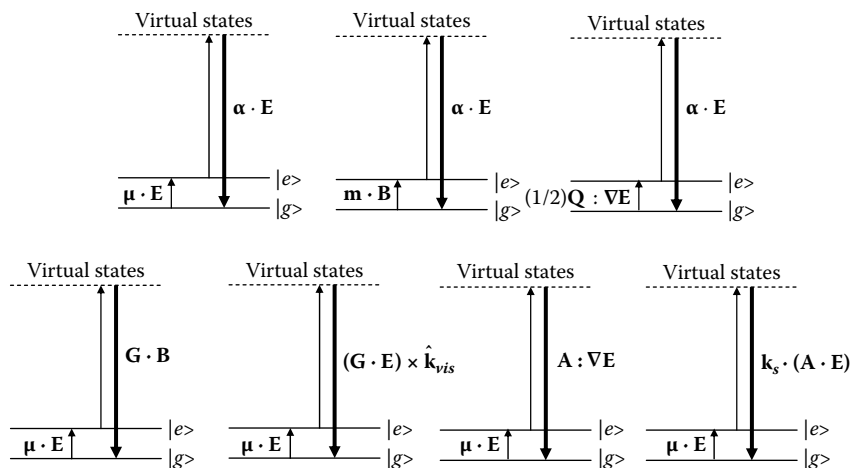 Virtual states Virtual states Virtual states
α · E α · E α · E
|e> |e> |e>
μ · E m · B (1/2)Q : ∇E
|g> |g> |g>
Virtual states Virtual states Virtual states Virtual states
G · B (G · E) × k̂vis A : ∇E ks · (A · E)
|e> |e> |e> |e>
μ · E μ · E μ · E μ · E
|g> |g> |g> |g>